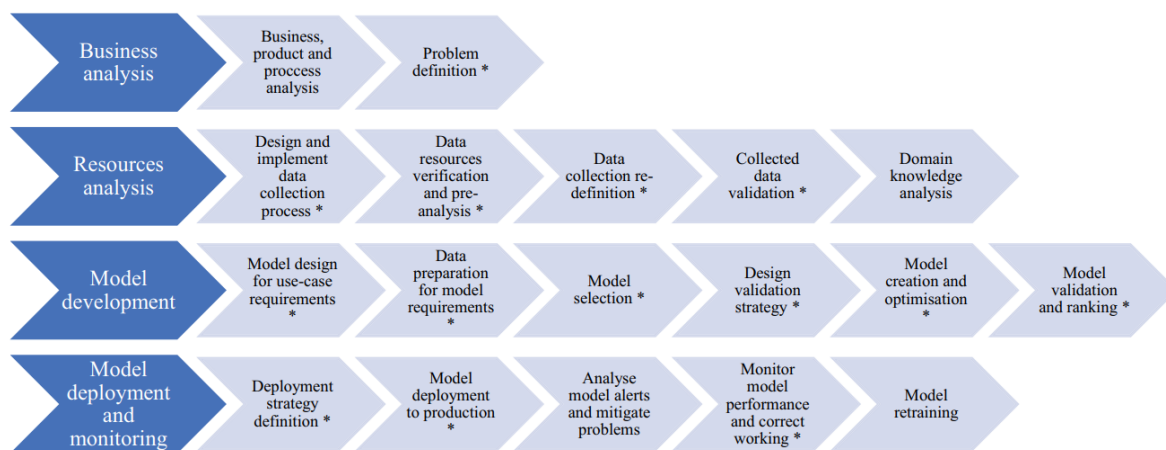 Business
analysis
Business,
product and
proccess
analysis
Problem
definition *
Resources
analysis
Design and
implement
data
collection
process *
Data
resources
verification
and pre-
analysis *
Data
collection re-
definition *
Collected
data
validation *
Domain
knowledge
analysis
Model
development
Model design
for use-case
requirements
*
Data
preparation
for model
requirements
*
Model
selection *
Design
validation
strategy *
Model
creation and
optimisation
*
Model
validation
and ranking *
Model
deployment
and
monitoring
Deployment
strategy
definition *
Model
deployment
to production
*
Analyse
model alerts
and mitigate
problems
Monitor
model
performance
and correct
working *
Model
retraining